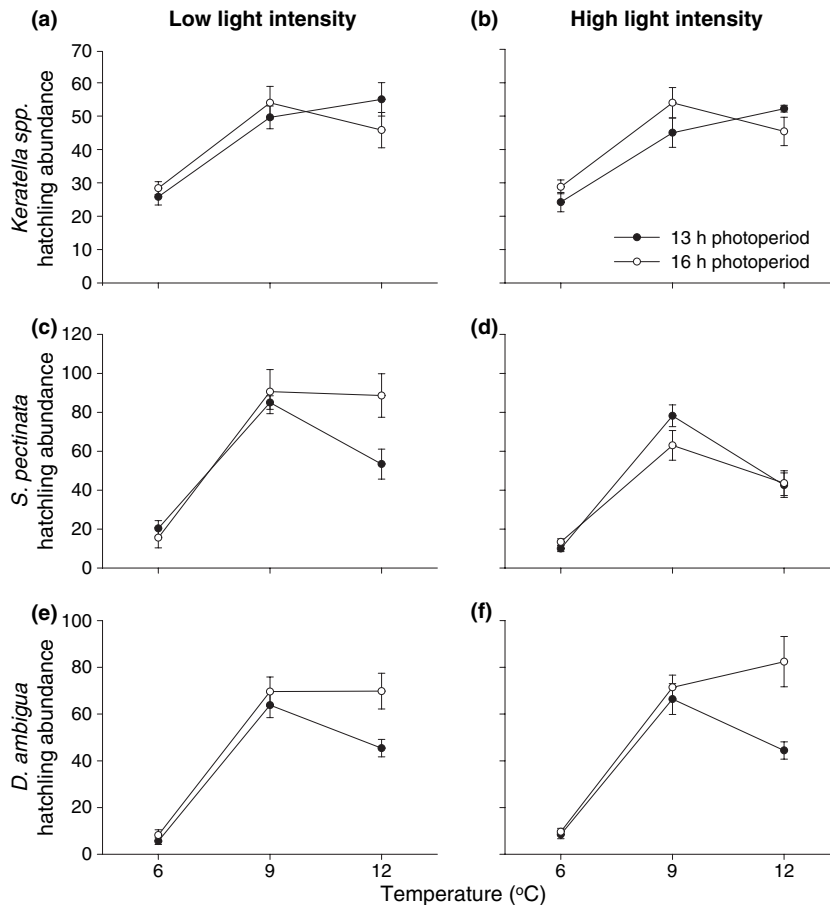 (a) Low light intensity
(b) High light intensity
70
60
50
40
30
20
10
0
Keratella spp.
hatchling abundance
13 h photoperiod
16 h photoperiod
(c)
(d)
120
100
80
60
40
20
0
S. pectinata
hatchling abundance
(e)
(f)
100
80
60
40
20
0
D. ambigua
hatchling abundance
6 9 12
6 9 12
Temperature (°C)